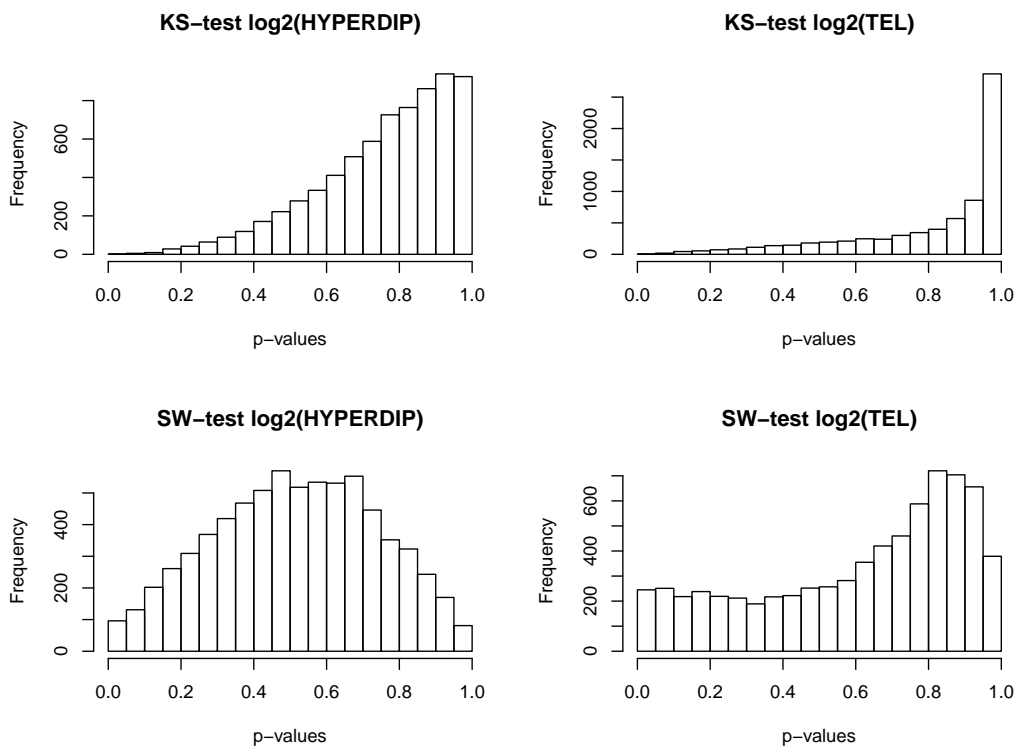 KS−test log2(HYPERDIP)
Frequency
0 200 600
0.0 0.2 0.4 0.6 0.8 1.0
p−values
KS−test log2(TEL)
Frequency
0 1000 2000
0.0 0.2 0.4 0.6 0.8 1.0
p−values
SW−test log2(HYPERDIP)
Frequency
0 200 400
0.0 0.2 0.4 0.6 0.8 1.0
p−values
SW−test log2(TEL)
Frequency
0 200 400 600
0.0 0.2 0.4 0.6 0.8 1.0
p−values